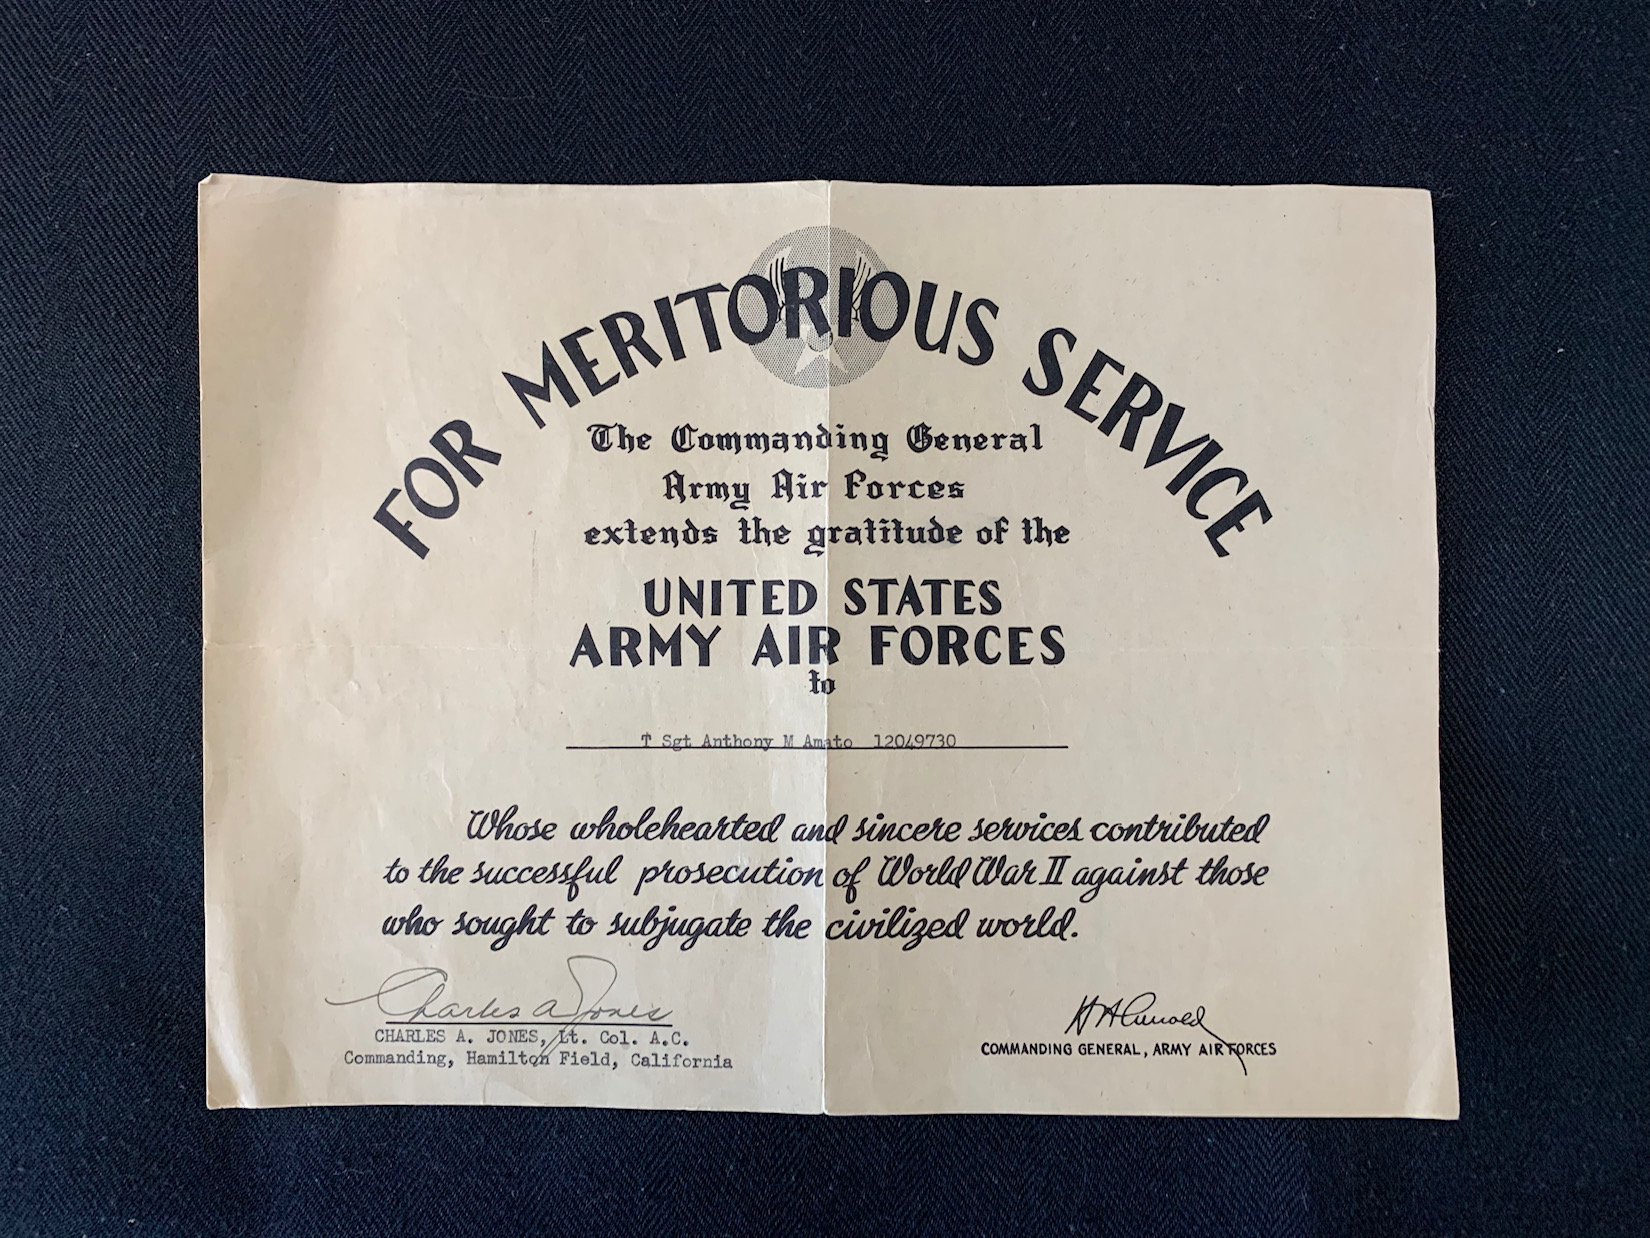 FOR MERITORIOUS SERVICE
The Commanding General
Army Air Forces
extends the gratitude of the
UNITED STATES
ARMY AIR FORCES
to
T Sgt Anthony M Amato 12049730
Whose wholehearted and sincere services contributed
to the successful prosecution of World War II against those
who sought to subjugate the civilized world.
Charles A Jones
CHARLES A. JONES, Lt. Col. A.C.
Commanding, Hamilton Field, California
H H Arnold
COMMANDING GENERAL, ARMY AIR FORCES